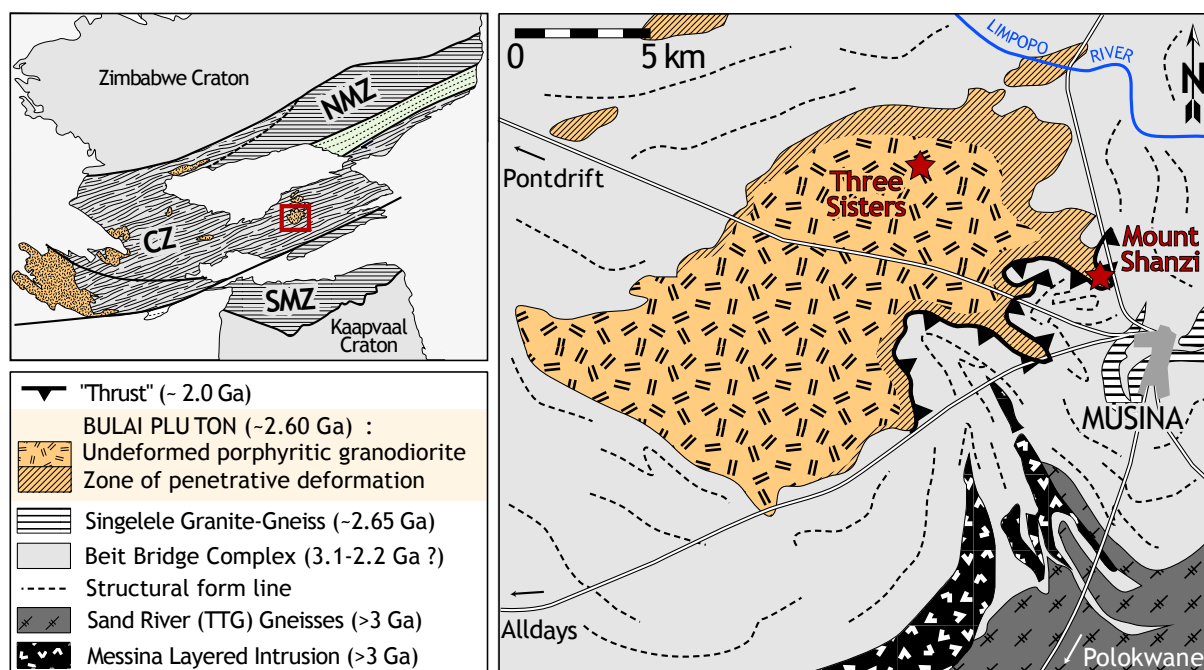 Zimbabwe Craton
NMZ
CZ
SMZ
Kaapvaal
Craton
"Thrust" (~ 2.0 Ga)
BULAI PLUTON (~2.60 Ga) :
Undeformed porphyritic granodiorite
Zone of penetrative deformation
Singelele Granite-Gneiss (~2.65 Ga)
Beit Bridge Complex (3.1-2.2 Ga ?)
Structural form line
Sand River (TTG) Gneisses (>3 Ga)
Messina Layered Intrusion (>3 Ga)
0 5 km
LIMPOPO
RIVER
N
Pontdrift
Three
Sisters
Mount
Shanzi
MUSINA
Alldays
Polokwane